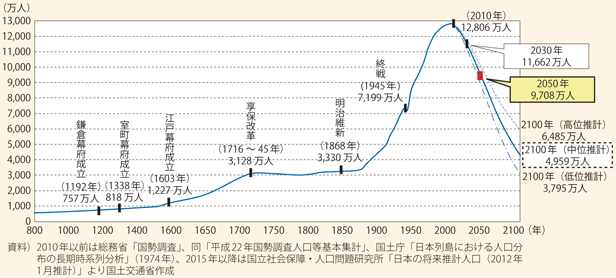 (万人)
13,000
12,000
11,000
10,000
9,000
8,000
7,000
6,000
5,000
4,000
3,000
2,000
1,000
0
鎌倉幕府成立
(1192年)
757万人
室町幕府成立
(1338年)
818万人
江戸幕府成立
(1603年)
1,227万人
享保改革
(1716～45年)
3,128万人
明治維新
(1868年)
3,330万人
終戦
(1945年)
7,199万人
(2010年)
12,806万人
2030年
11,662万人
2050年
9,708万人
2100年(高位推計)
6,485万人
2100年(中位推計)
4,959万人
2100年(低位推計)
3,795万人
800 1200 1400 1600 1800 1850 1900 1950 2000 2050 2100(年)
資料)2010年以前は総務省「国勢調査」、同「平成22年国勢調査人口等基本集計」、国土庁「日本列島における人口分
布の長期時系列分析」(1974年)、2015年以降は国立社会保障・人口問題研究所「日本の将来推計人口(2012年
1月推計)」より国土交通省作成